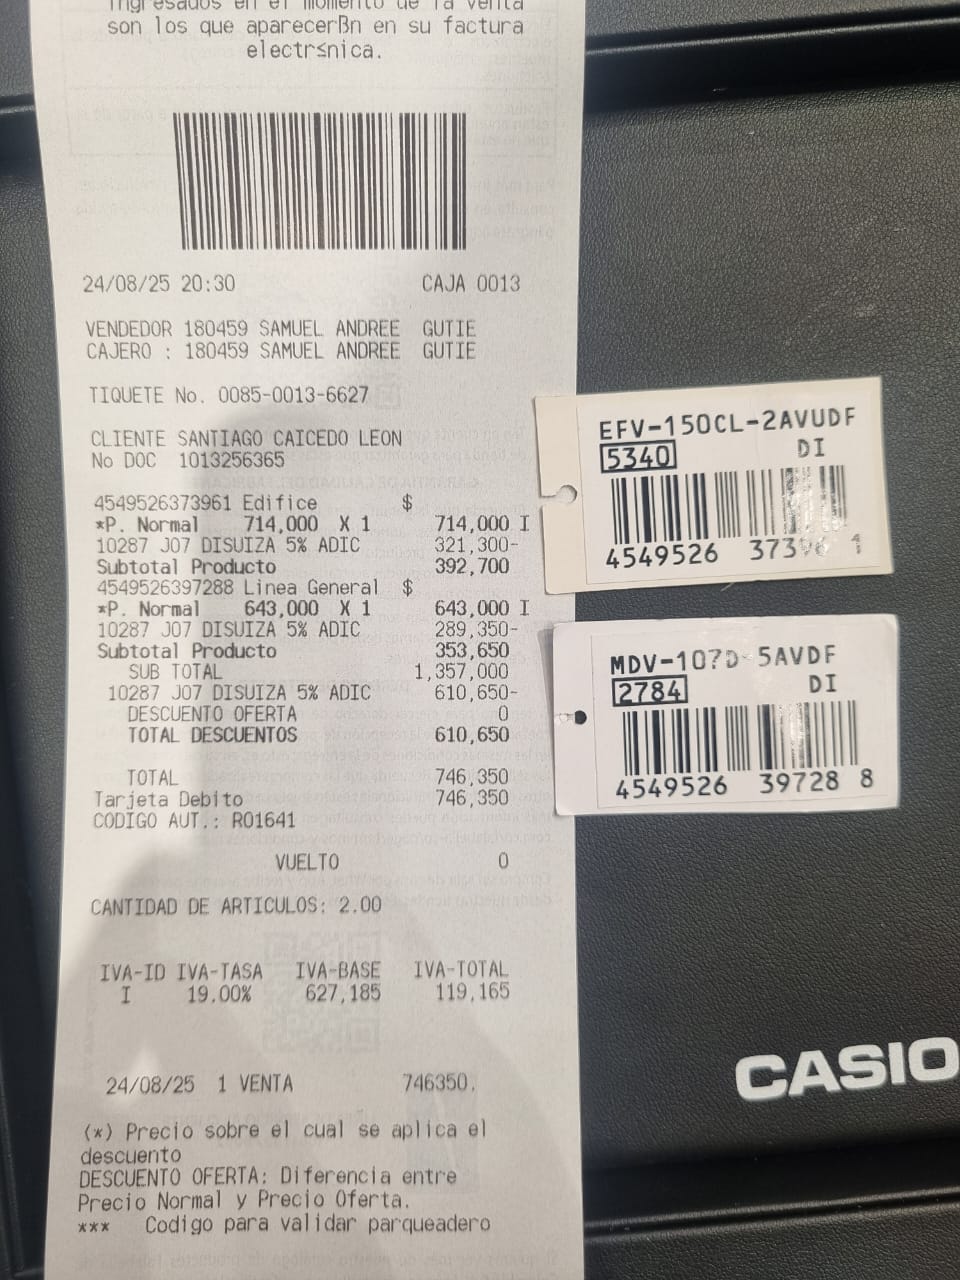 ingresados en el momento de la venta
son los que aparecerßn en su factura
electr≤nica.
24/08/25 20:30 CAJA 0013
VENDEDOR 180459 SAMUEL ANDREE GUTIE
CAJERO : 180459 SAMUEL ANDREE GUTIE
TIQUETE No. 0085-0013-6627
CLIENTE SANTIAGO CAICEDO LEON
No DOC 1013256365
4549526373961 Edifice $
*P. Normal 714,000 X 1 714,000 I
10287 J07 DISUIZA 5% ADIC 321,300-
Subtotal Producto 392,700
4549526397288 Linea General $
*P. Normal 643,000 X 1 643,000 I
10287 J07 DISUIZA 5% ADIC 289,350-
Subtotal Producto 353,650
SUB TOTAL 1,357,000
10287 J07 DISUIZA 5% ADIC 610,650-
DESCUENTO OFERTA 0
TOTAL DESCUENTOS 610,650
TOTAL 746,350
Tarjeta Debito 746,350
CODIGO AUT.: R01641
VUELTO 0
CANTIDAD DE ARTICULOS: 2.00
IVA-ID IVA-TASA IVA-BASE IVA-TOTAL
I 19.00% 627,185 119,165
24/08/25 1 VENTA 746350.
(*) Precio sobre el cual se aplica el
descuento
DESCUENTO OFERTA: Diferencia entre
Precio Normal y Precio Oferta.
*** Codigo para validar parqueadero
EFV-150CL-2AVUDF
5340 DI
4549526 37396 1
MDV-107D-5AVDF
2784 DI
4549526 39728 8
CASIO